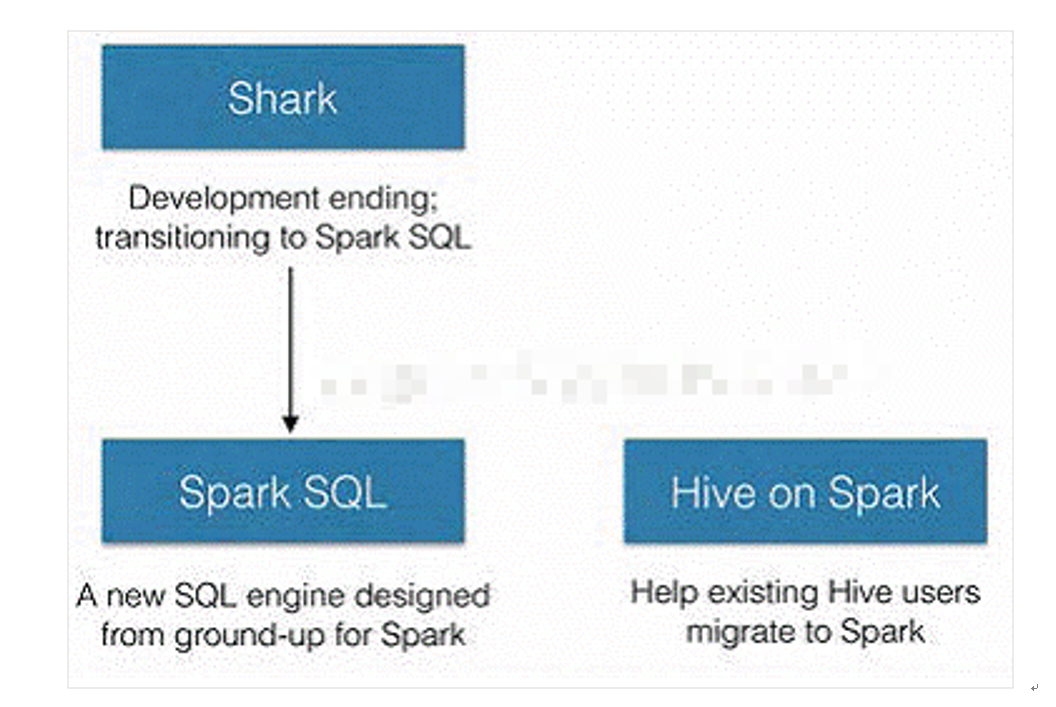 Shark
Development ending;
transitioning to Spark SQL
Spark SQL
Hive on Spark
A new SQL engine designed
from ground-up for Spark
Help existing Hive users
migrate to Spark